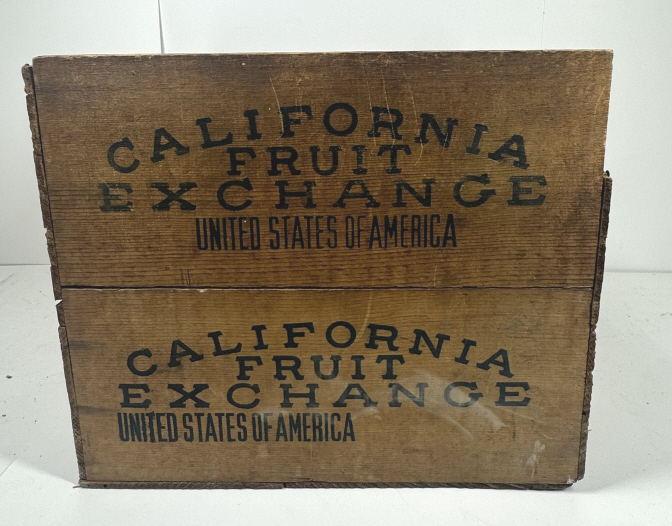 CALIFORNIA
FRUIT
EXCHANGE
UNITED STATES OF AMERICA
CALIFORNIA
FRUIT
EXCHANGE
UNITED STATES OF AMERICA